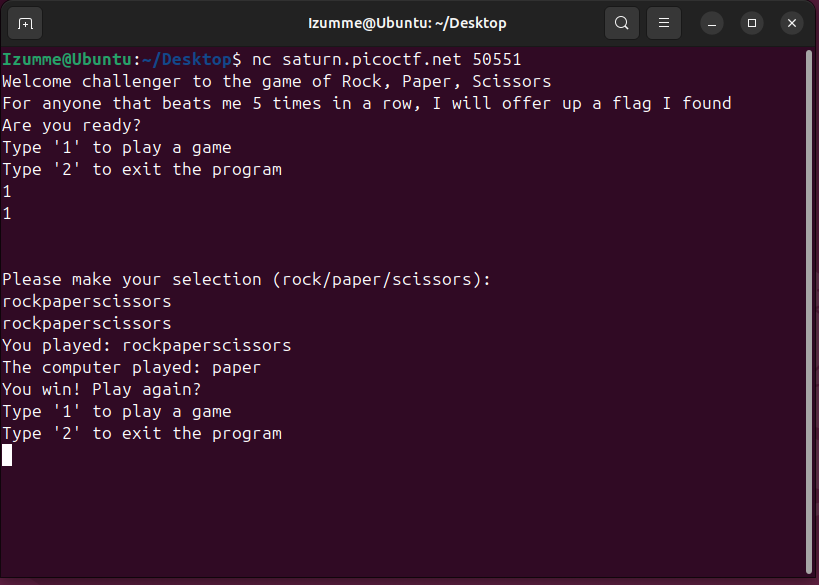 Izumme@Ubuntu: ~/Desktop
Izumme@Ubuntu:~/Desktop$ nc saturn.picoctf.net 50551
Welcome challenger to the game of Rock, Paper, Scissors
For anyone that beats me 5 times in a row, I will offer up a flag I found
Are you ready?
Type '1' to play a game
Type '2' to exit the program
1
1
Please make your selection (rock/paper/scissors):
rockpaperscissors
rockpaperscissors
You played: rockpaperscissors
The computer played: paper
You win! Play again?
Type '1' to play a game
Type '2' to exit the program